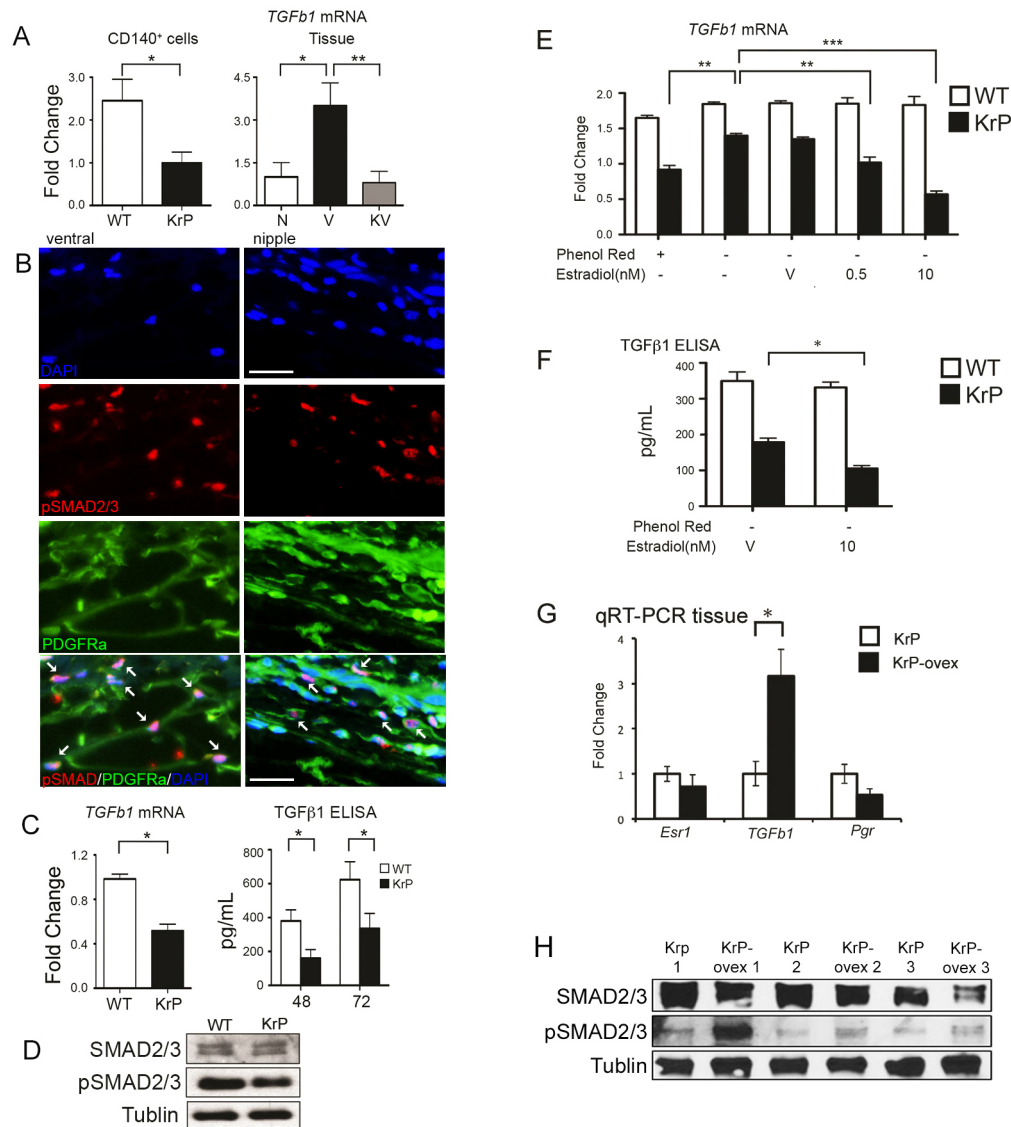 A
TGFb1 mRNA
CD140+ cells
Tissue
*
* **
Fold Change
3.0
2.0
1.0
0.0
WT KrP
4.5
3.0
1.5
0.0
N V KV
B
ventral nipple
DAPI
pSMAD2/3
PDGFRa
pSMAD/PDGFRa/DAPI
C
TGFb1 mRNA
*
Fold Change
1.2
0.8
0.4
0.0
WT KrP
TGFβ1 ELISA
* *
WT
KrP
pg/mL
800
600
400
200
0
48 72
D
WT KrP
SMAD2/3
pSMAD2/3
Tublin
E
TGFb1 mRNA
***
** **
WT
KrP
Fold Change
2.0
1.5
1.0
0.5
0.0
Phenol Red + - - - -
Estradiol(nM) - - V 0.5 10
F
TGFβ1 ELISA
*
WT
KrP
pg/mL
400
300
200
100
0
Phenol Red - -
Estradiol(nM) V 10
G
qRT-PCR tissue
*
KrP
KrP-ovex
Fold Change
4
3
2
1
0
Esr1 TGFb1 Pgr
H
Krp 1 KrP-ovex 1 KrP 2 KrP-ovex 2 KrP 3 KrP-ovex 3
SMAD2/3
pSMAD2/3
Tublin